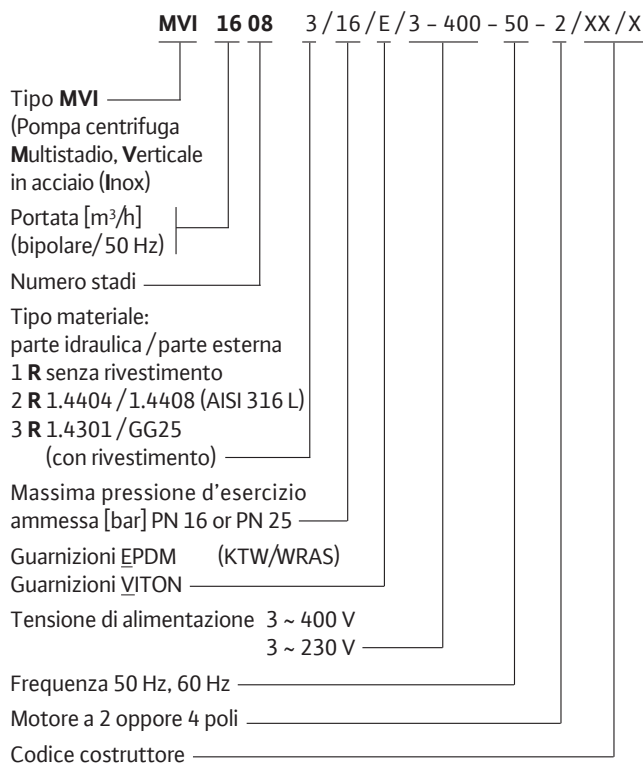 MVI 16 08 3/16/E/3 – 400 – 50 – 2/XX/X
Tipo MVI
(Pompa centrifuga
Multistadio, Verticale
in acciaio (Inox)
Portata [m³/h]
(bipolare/50 Hz)
Numero stadi
Tipo materiale:
parte idraulica/parte esterna
1 R senza rivestimento
2 R 1.4404/1.4408 (AISI 316 L)
3 R 1.4301/GG25
(con rivestimento)
Massima pressione d'esercizio
ammessa [bar] PN 16 or PN 25
Guarnizioni EPDM (KTW/WRAS)
Guarnizioni VITON
Tensione di alimentazione 3 ~ 400 V
3 ~ 230 V
Frequenza 50 Hz, 60 Hz
Motore a 2 oppore 4 poli
Codice costruttore